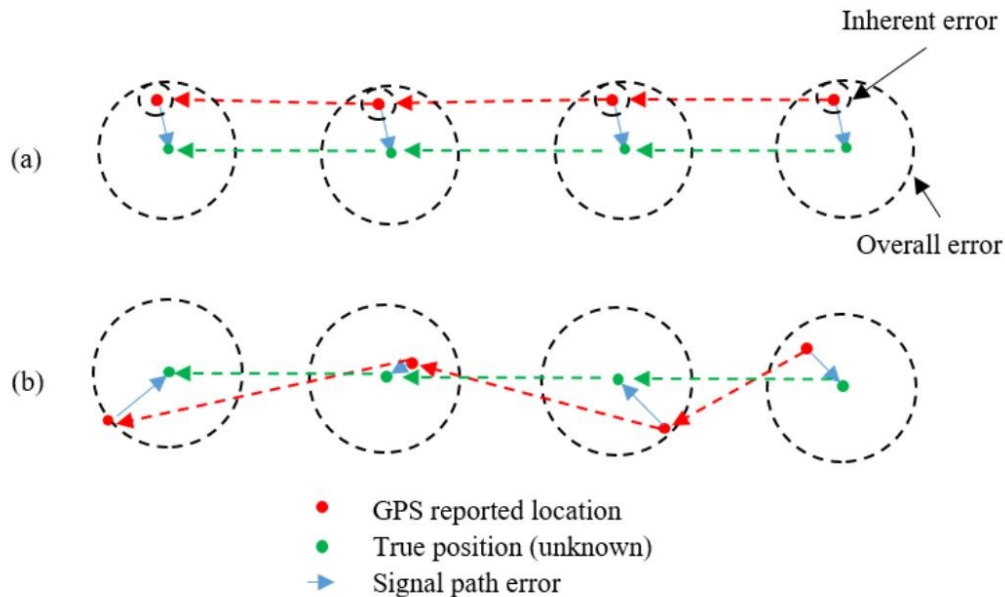 Inherent error
(a)
Overall error
(b)
GPS reported location
True position (unknown)
Signal path error